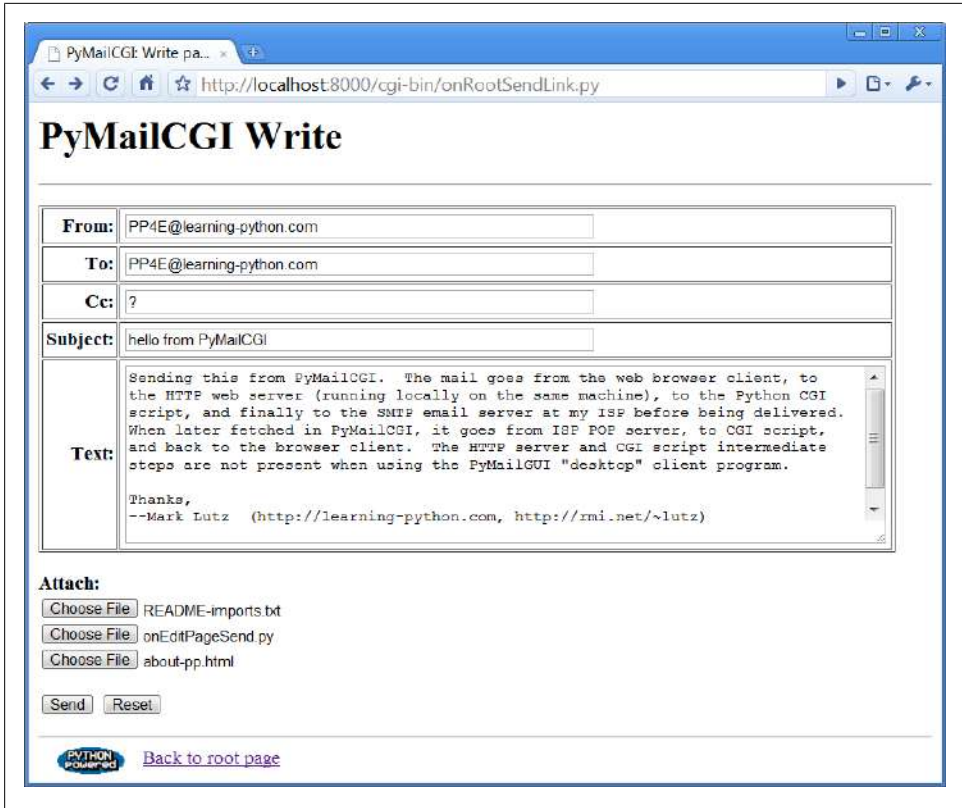 PyMailCGI: Write pa...
http://localhost:8000/cgi-bin/onRootSendLink.py
PyMailCGI Write
From: PP4E@learning-python.com
To: PP4E@learning-python.com
Cc: ?
Subject: hello from PyMailCGI
Text:
Sending this from PyMailCGI.  The mail goes from the web browser client, to
the HTTP web server (running locally on the same machine), to the Python CGI
script, and finally to the SMTP email server at my ISP before being delivered.
When later fetched in PyMailCGI, it goes from ISP POP server, to CGI script,
and back to the browser client.  The HTTP server and CGI script intermediate
steps are not present when using the PyMailGUI "desktop" client program.
Thanks,
--Mark Lutz  (http://learning-python.com, http://rmi.net/~lutz)
Attach:
Choose File README-imports.txt
Choose File onEditPageSend.py
Choose File about-pp.html
Send Reset
PYTHON
Powered
Back to root page